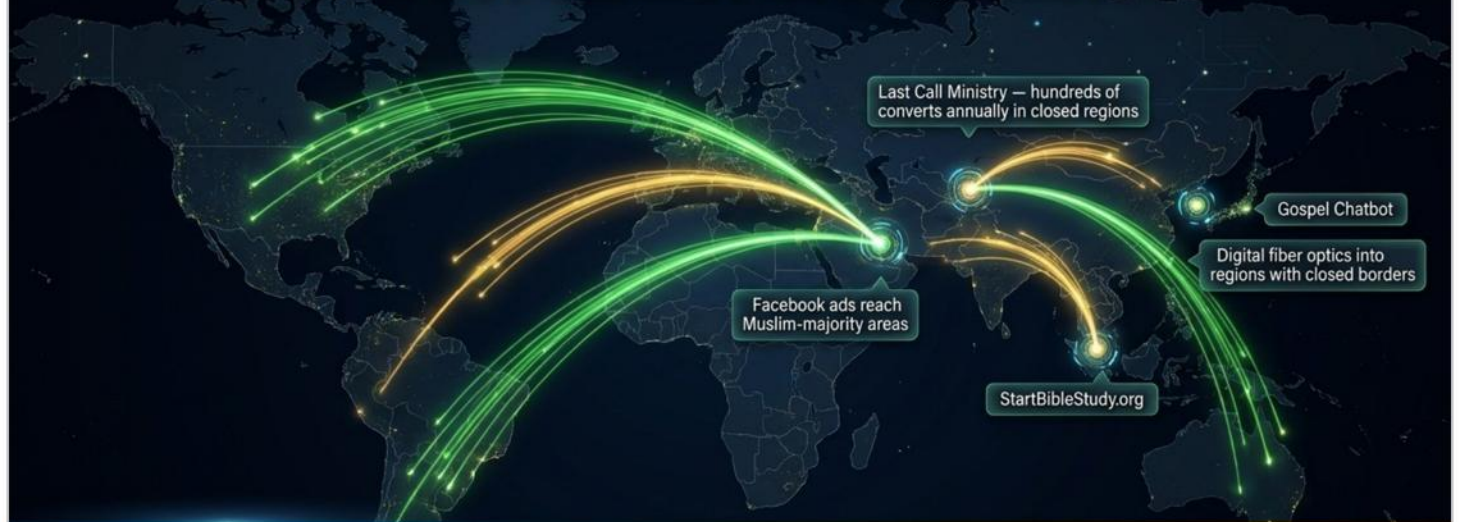 Last Call Ministry — hundreds of
converts annually in closed regions
Gospel Chatbot
Digital fiber optics into
regions with closed borders
Facebook ads reach
Muslim-majority areas
StartBibleStudy.org